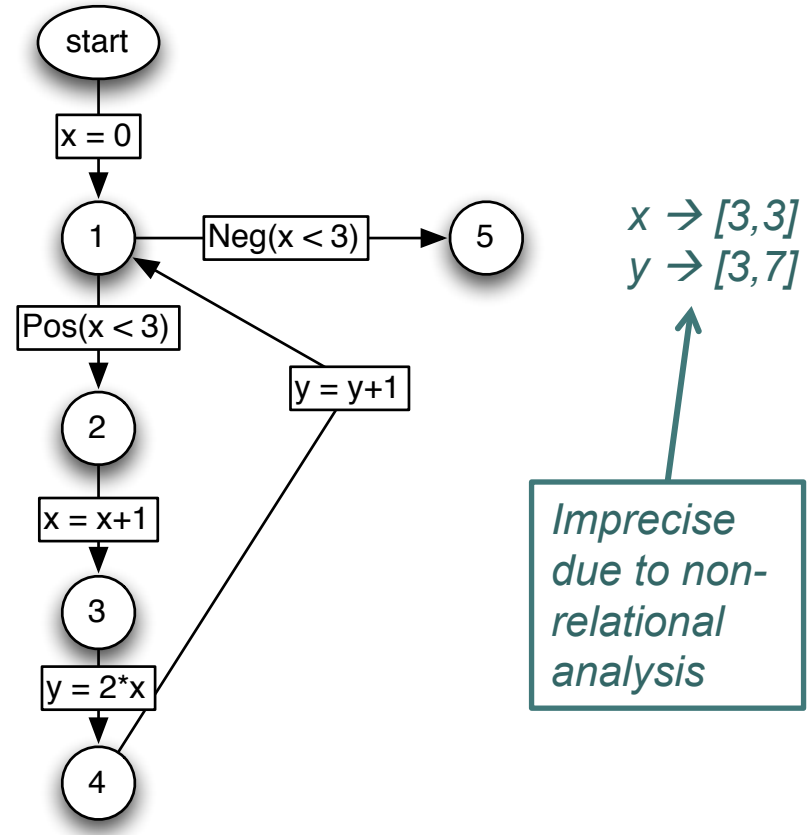 start
x = 0
1
Neg(x < 3)
5
x → [3,3]
y → [3,7]
Pos(x < 3)
y = y+1
2
x = x+1
Imprecise
due to non-
relational
analysis
3
y = 2*x
4